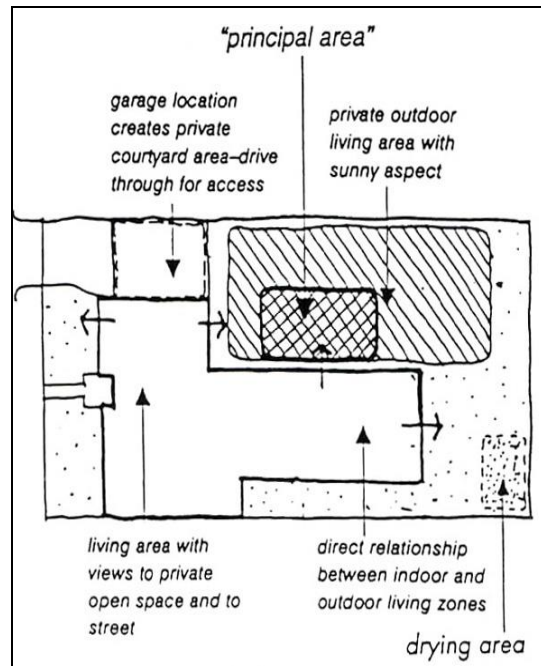 "principal area"
garage location
creates private
courtyard area–drive
through for access
private outdoor
living area with
sunny aspect
living area with
views to private
open space and to
street
direct relationship
between indoor and
outdoor living zones
drying area